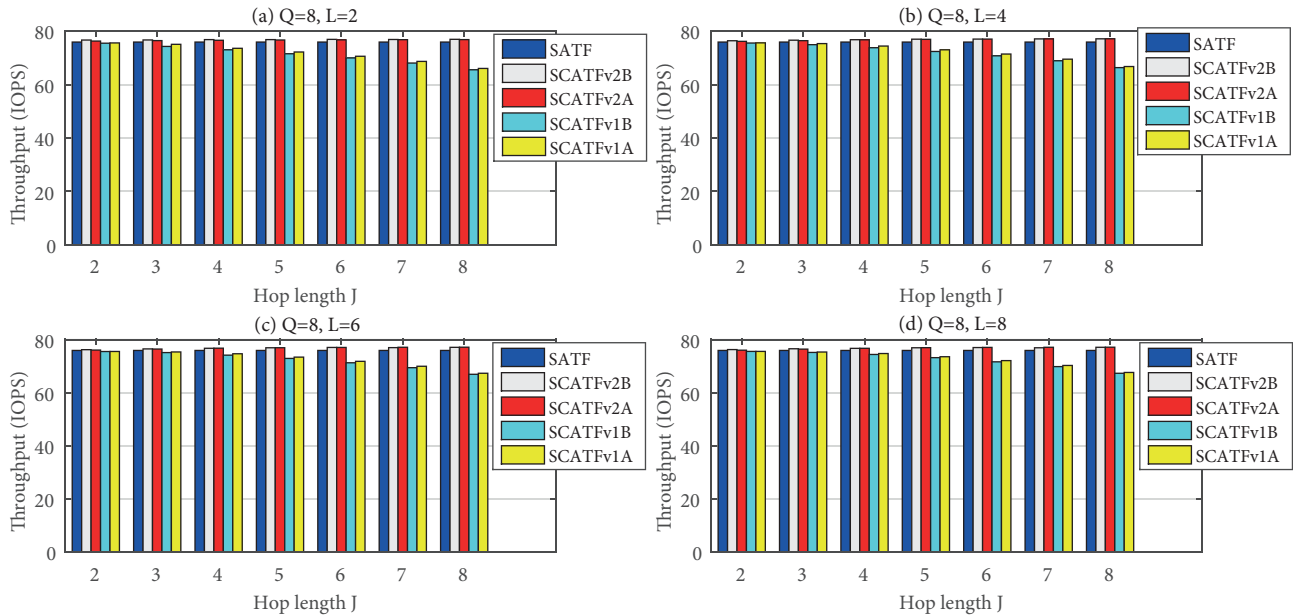 (a) Q=8, L=2
80
60
40
20
0
Throughput (IOPS)
2 3 4 5 6 7 8
Hop length J
SATF
SCATFv2B
SCATFv2A
SCATFv1B
SCATFv1A
(b) Q=8, L=4
80
60
40
20
0
Throughput (IOPS)
2 3 4 5 6 7 8
Hop length J
SATF
SCATFv2B
SCATFv2A
SCATFv1B
SCATFv1A
(c) Q=8, L=6
80
60
40
20
0
Throughput (IOPS)
2 3 4 5 6 7 8
Hop length J
SATF
SCATFv2B
SCATFv2A
SCATFv1B
SCATFv1A
(d) Q=8, L=8
80
60
40
20
0
Throughput (IOPS)
2 3 4 5 6 7 8
Hop length J
SATF
SCATFv2B
SCATFv2A
SCATFv1B
SCATFv1A